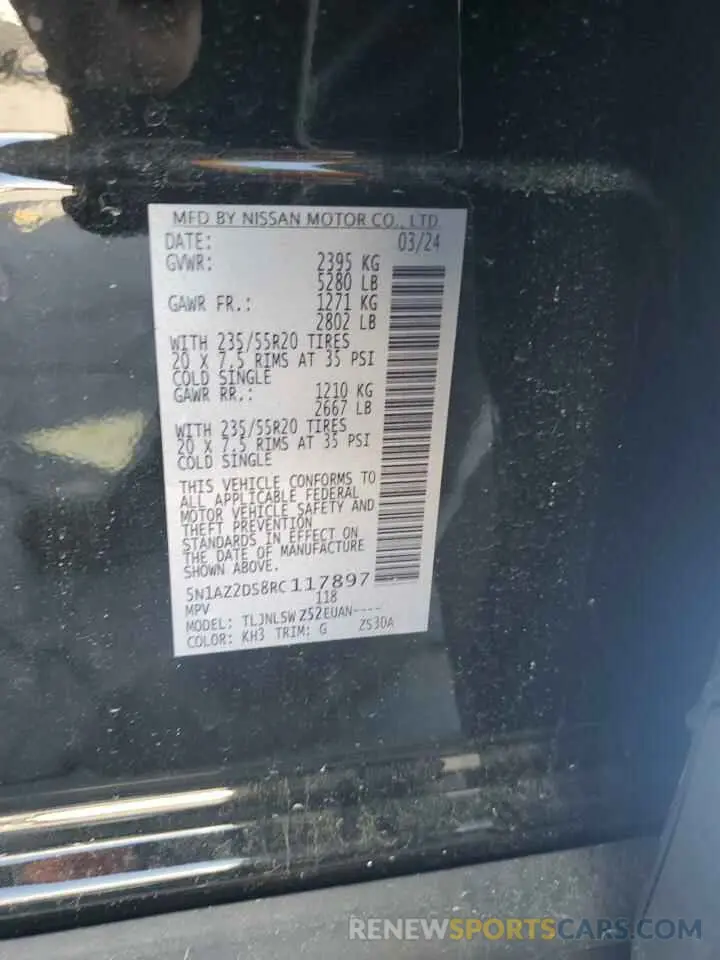 MFD BY NISSAN MOTOR CO., LTD.
DATE: 03/24
GVWR: 2395 KG
5280 LB
GAWR FR.: 1271 KG
2802 LB
WITH 235/55R20 TIRES
20 X 7.5 RIMS AT 35 PSI
COLD SINGLE
GAWR RR.: 1210 KG
2667 LB
WITH 235/55R20 TIRES
20 X 7.5 RIMS AT 35 PSI
COLD SINGLE
THIS VEHICLE CONFORMS TO
ALL APPLICABLE FEDERAL
MOTOR VEHICLE SAFETY AND
THEFT PREVENTION
STANDARDS IN EFFECT ON
THE DATE OF MANUFACTURE
SHOWN ABOVE.
5N1AZ2DS8RC117897
MPV 118
MODEL: TLJNLSW Z52EUAN----
COLOR: KH3 TRIM: G ZS30A
RENEWSPORTSCARS.COM